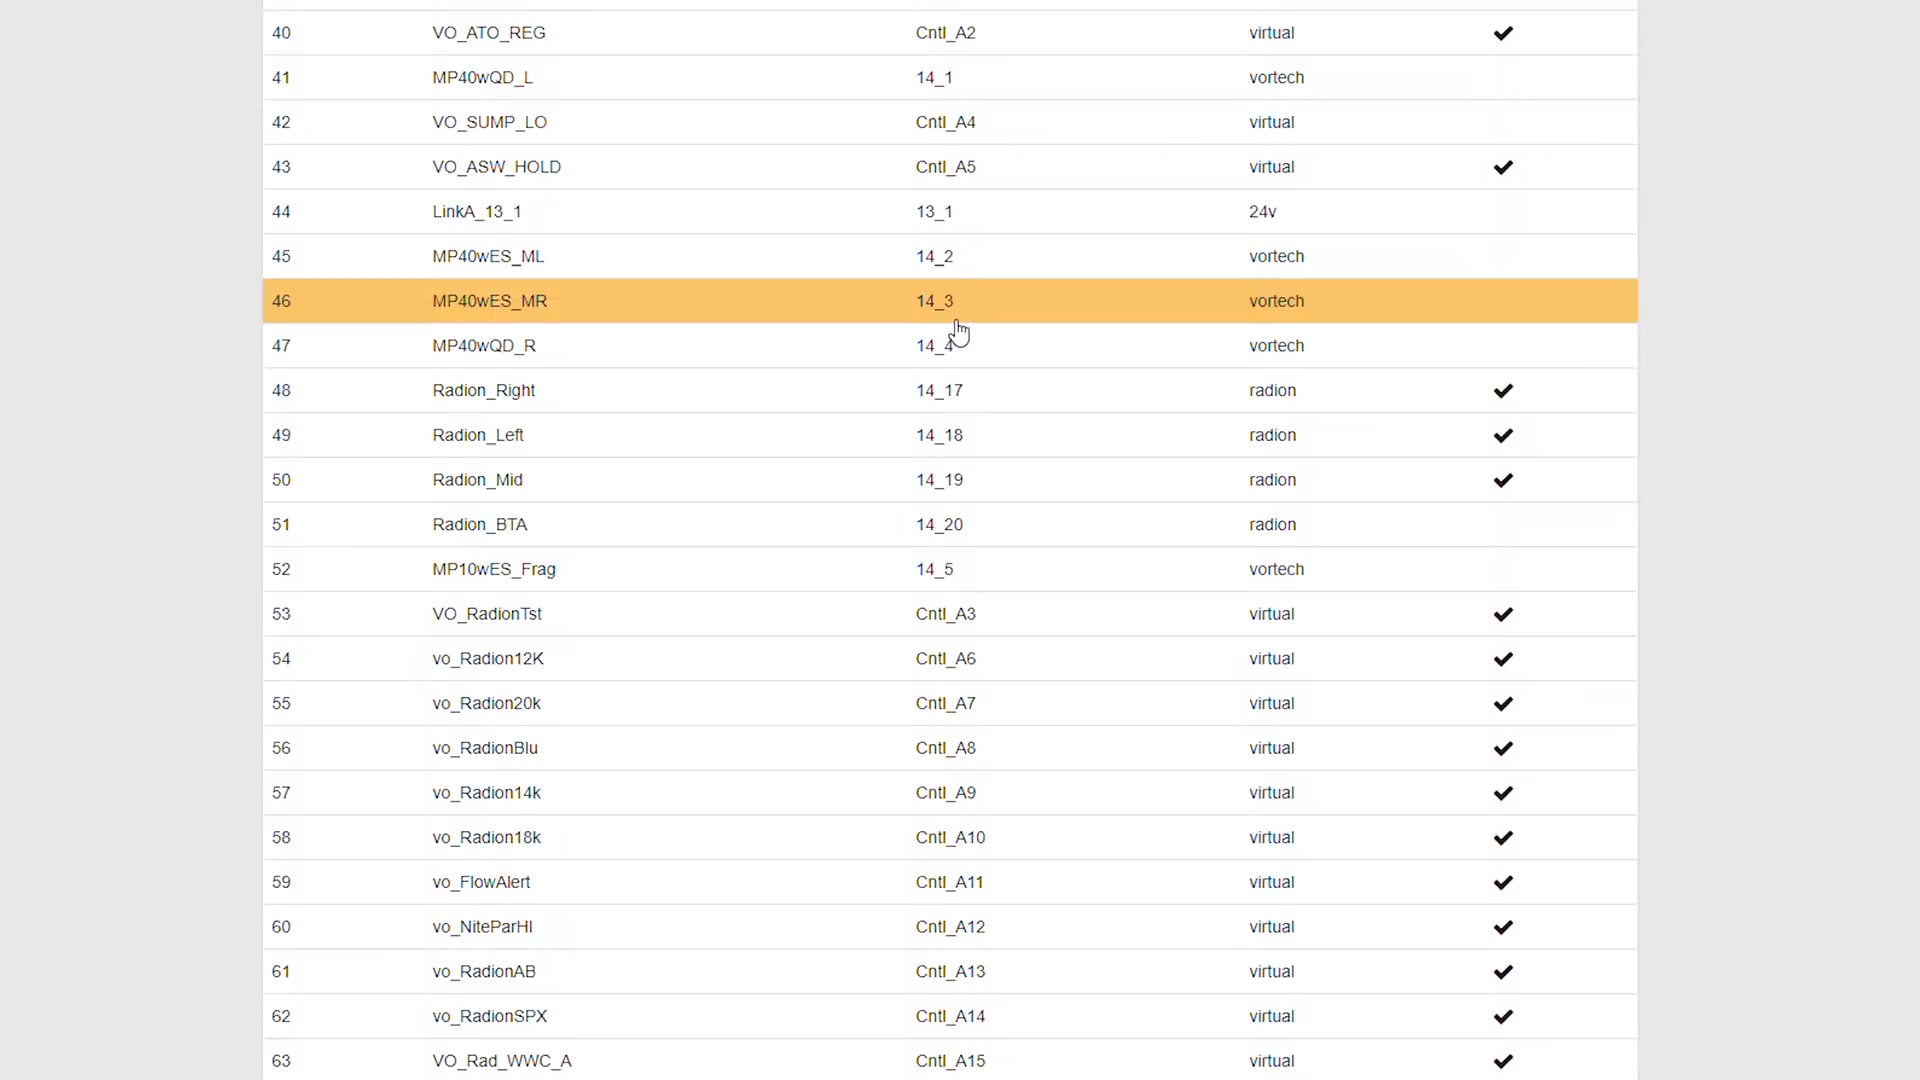 40 VO_ATO_REG Cntl_A2 virtual
41 MP40wQD_L 14_1 vortech
42 VO_SUMP_LO Cntl_A4 virtual
43 VO_ASW_HOLD Cntl_A5 virtual
44 LinkA_13_1 13_1 24v
45 MP40wES_ML 14_2 vortech
46 MP40wES_MR 14_3 vortech
47 MP40wQD_R 14_4 vortech
48 Radion_Right 14_17 radion
49 Radion_Left 14_18 radion
50 Radion_Mid 14_19 radion
51 Radion_BTA 14_20 radion
52 MP10wES_Frag 14_5 vortech
53 VO_RadionTst Cntl_A3 virtual
54 vo_Radion12K Cntl_A6 virtual
55 vo_Radion20k Cntl_A7 virtual
56 vo_RadionBlu Cntl_A8 virtual
57 vo_Radion14k Cntl_A9 virtual
58 vo_Radion18k Cntl_A10 virtual
59 vo_FlowAlert Cntl_A11 virtual
60 vo_NiteParHI Cntl_A12 virtual
61 vo_RadionAB Cntl_A13 virtual
62 vo_RadionSPX Cntl_A14 virtual
63 VO_Rad_WWC_A Cntl_A15 virtual